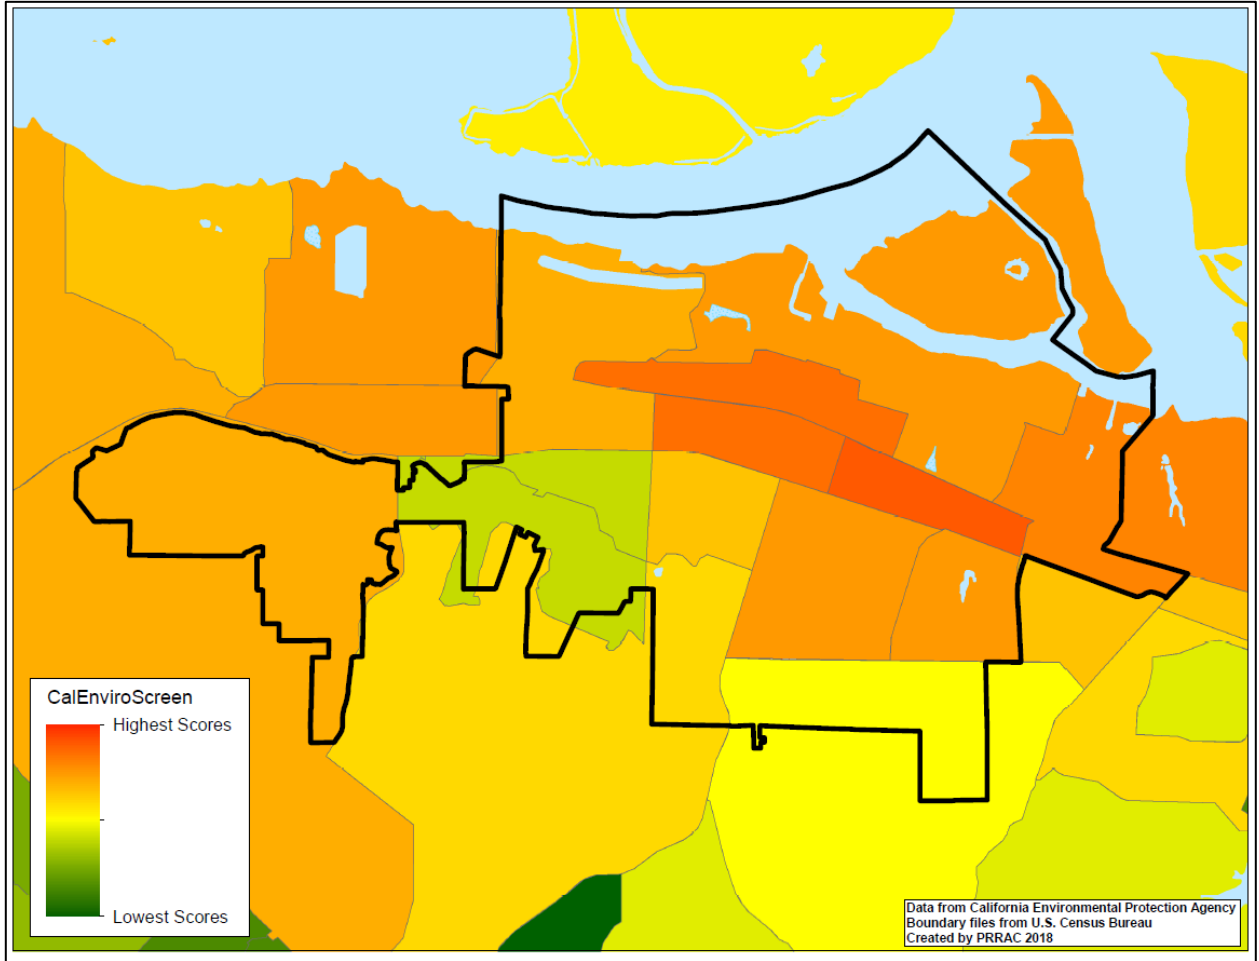 CalEnviroScreen
Highest Scores
Lowest Scores
Data from California Environmental Protection Agency
Boundary files from U.S. Census Bureau
Created by PRRAC 2018